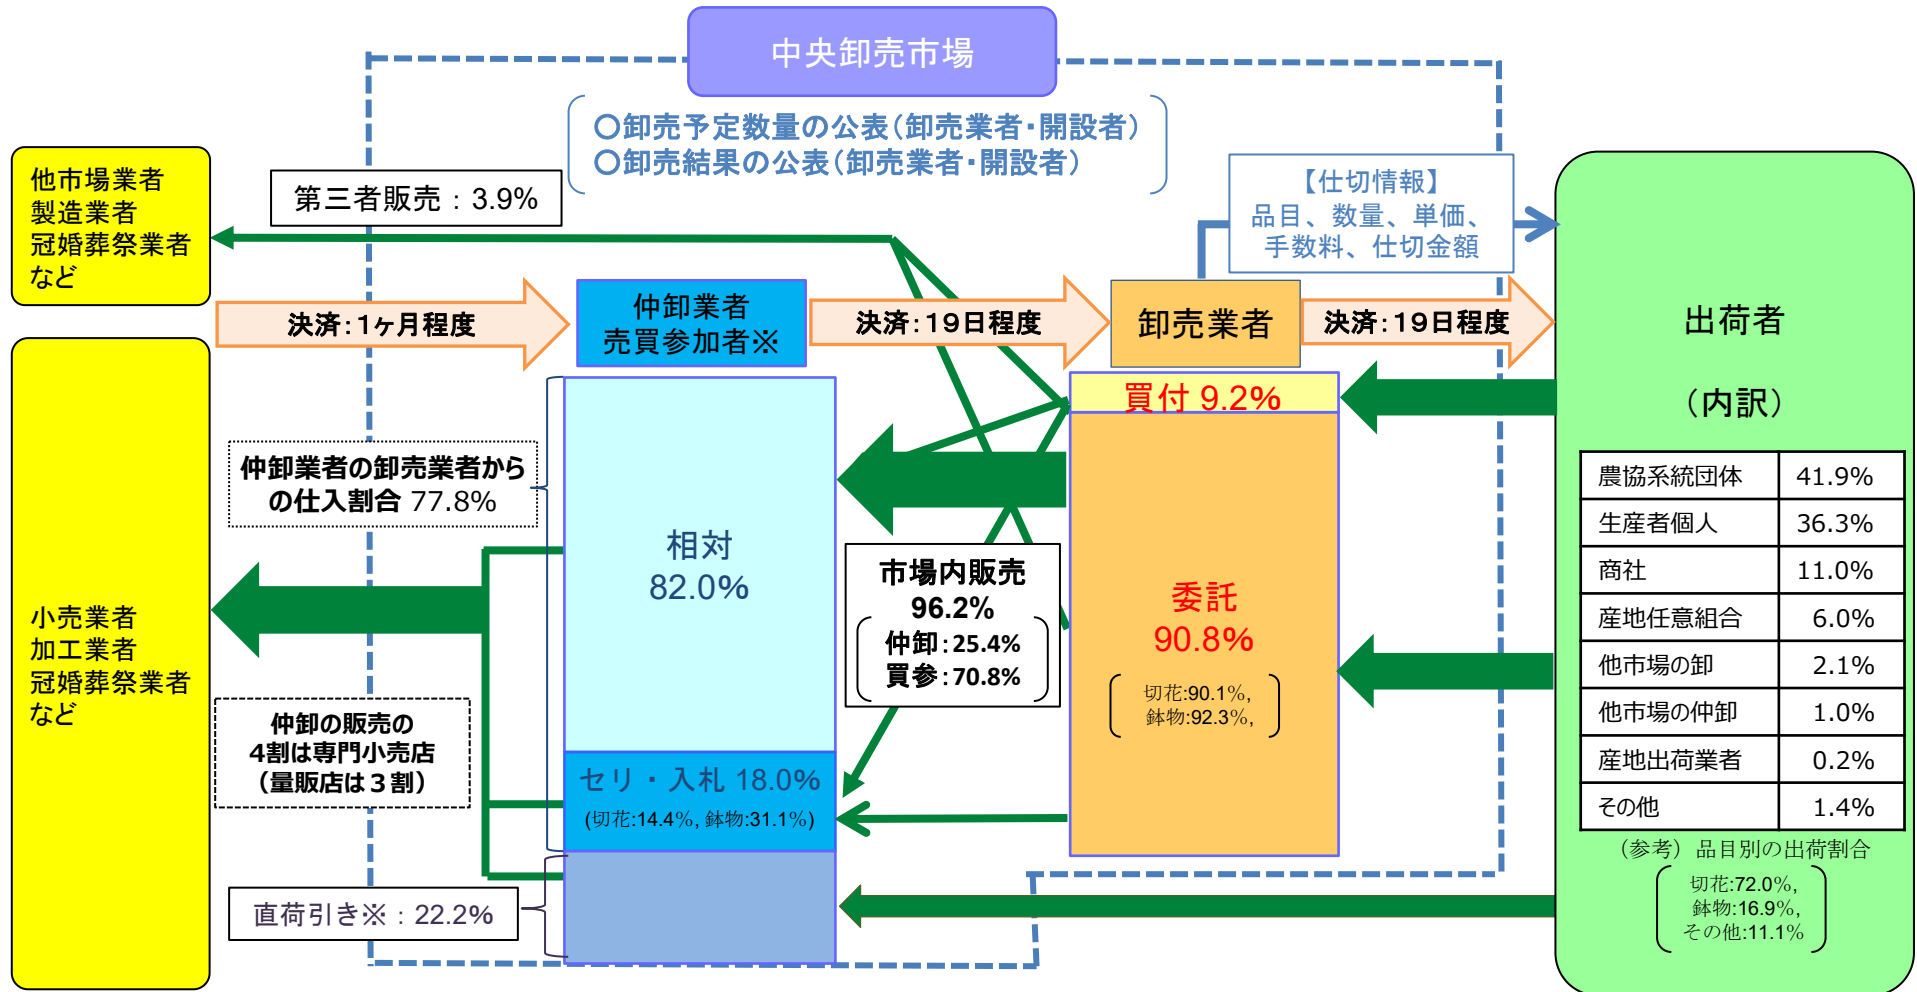 中央卸売市場
○卸売予定数量の公表(卸売業者・開設者)
○卸売結果の公表(卸売業者・開設者)
他市場業者
製造業者
冠婚葬祭業者
など
第三者販売：3.9%
【仕切情報】
品目、数量、単価、
手数料、仕切金額
決済：1ヶ月程度
仲卸業者
売買参加者※
決済：19日程度
卸売業者
決済：19日程度
出荷者
(内訳)
買付 9.2%
仲卸業者の卸売業者から
の仕入割合 77.8%
相対
82.0%
市場内販売
96.2%
仲卸：25.4%
買参：70.8%
委託
90.8%
切花:90.1%,
鉢物:92.3%,
農協系統団体 41.9%
生産者個人 36.3%
商社 11.0%
産地任意組合 6.0%
他市場の卸 2.1%
他市場の仲卸 1.0%
産地出荷業者 0.2%
その他 1.4%
小売業者
加工業者
冠婚葬祭業者
など
仲卸の販売の
4割は専門小売店
(量販店は３割)
セリ・入札 18.0%
(切花:14.4%, 鉢物:31.1%)
直荷引き※：22.2%
(参考) 品目別の出荷割合
切花:72.0%,
鉢物:16.9%,
その他:11.1%